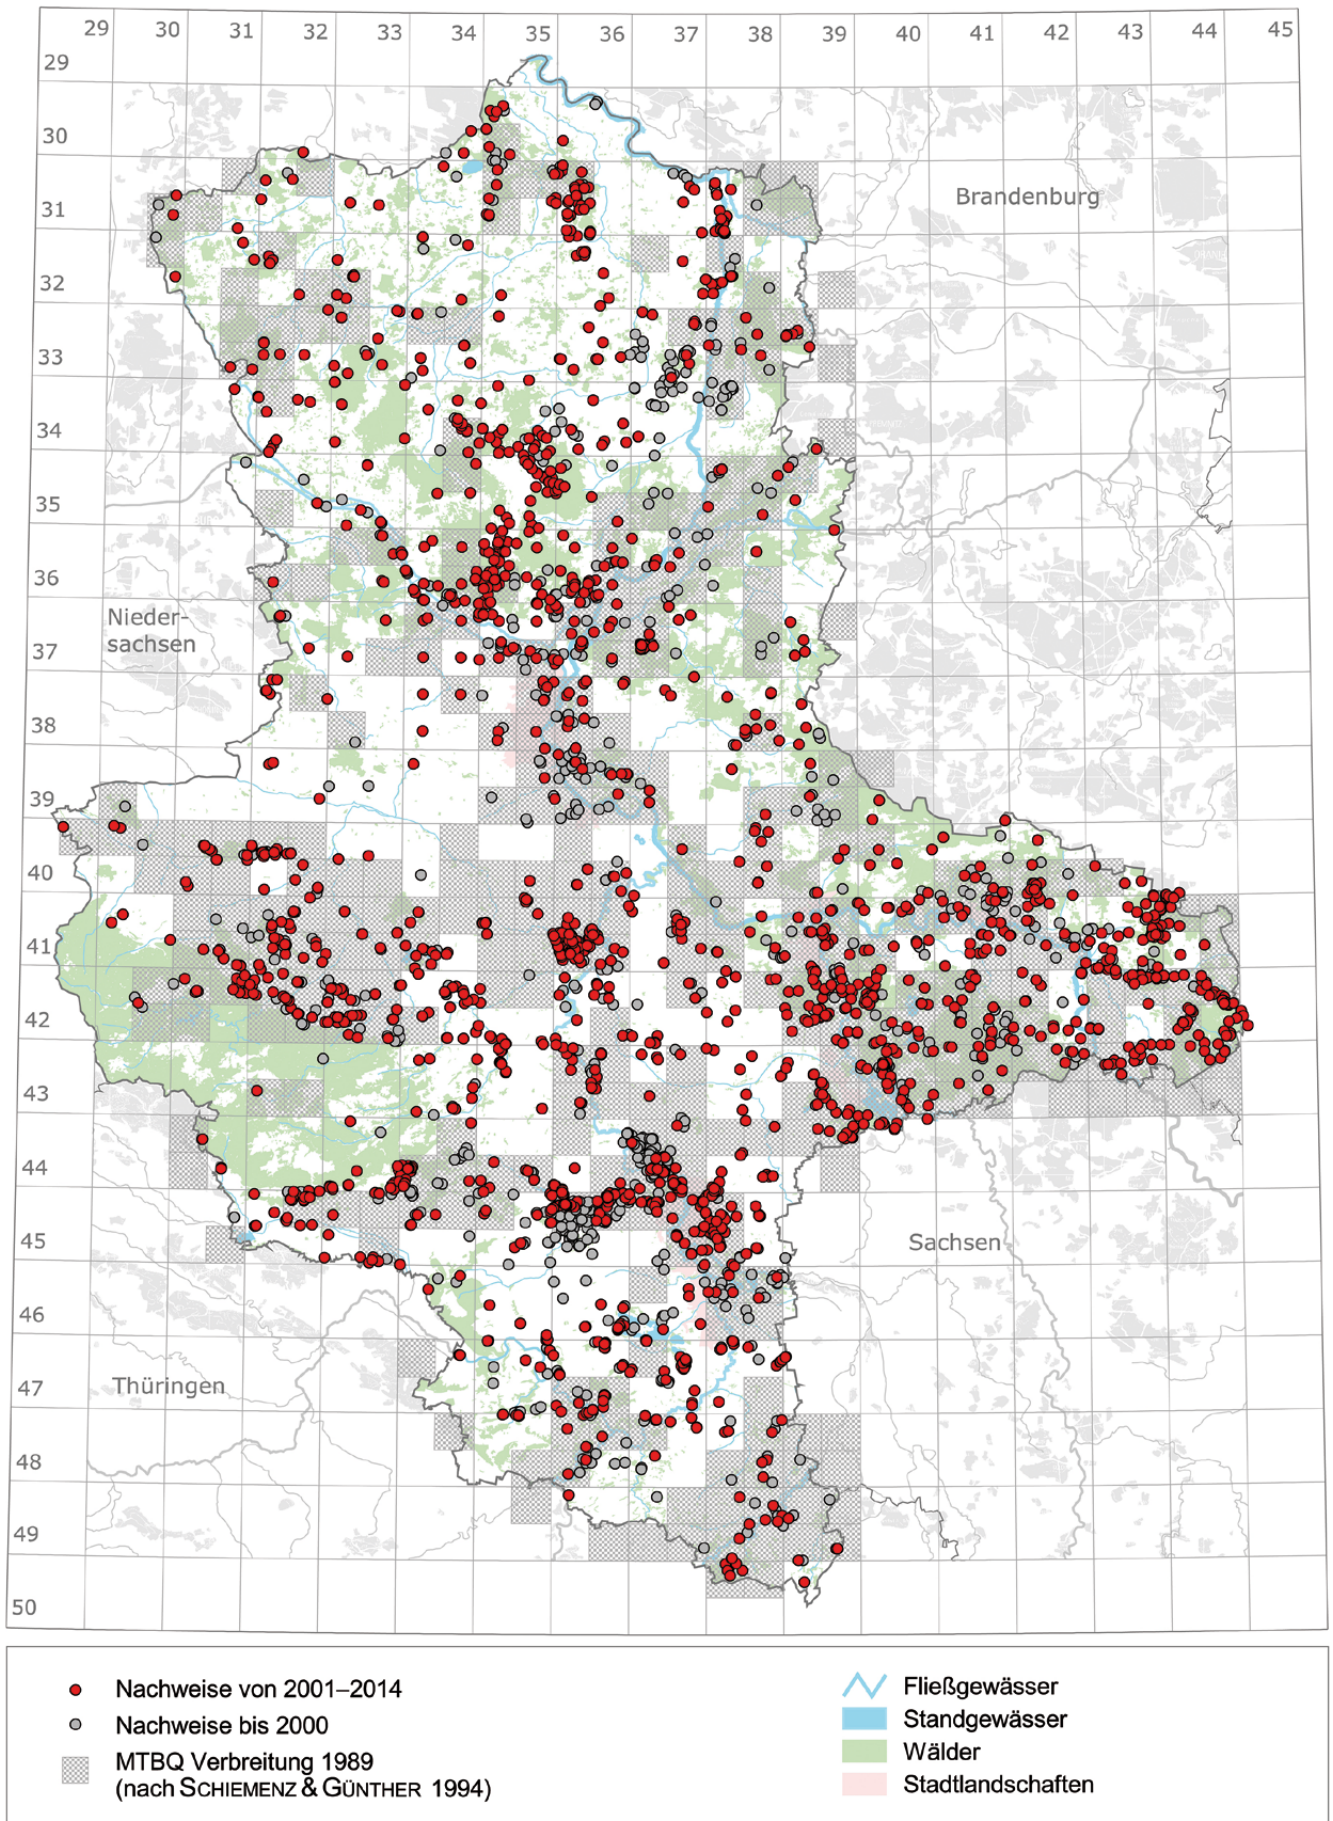 29 30 31 32 33 34 35 36 37 38 39 40 41 42 43 44 45
29
30
31
32
33
34
35
36
37
38
39
40
41
42
43
44
45
46
47
48
49
50
Brandenburg
Nieder-
sachsen
Sachsen
Thüringen
Nachweise von 2001–2014
Nachweise bis 2000
MTBQ Verbreitung 1989
(nach SCHIEMENZ & GÜNTHER 1994)
Fließgewässer
Standgewässer
Wälder
Stadtlandschaften